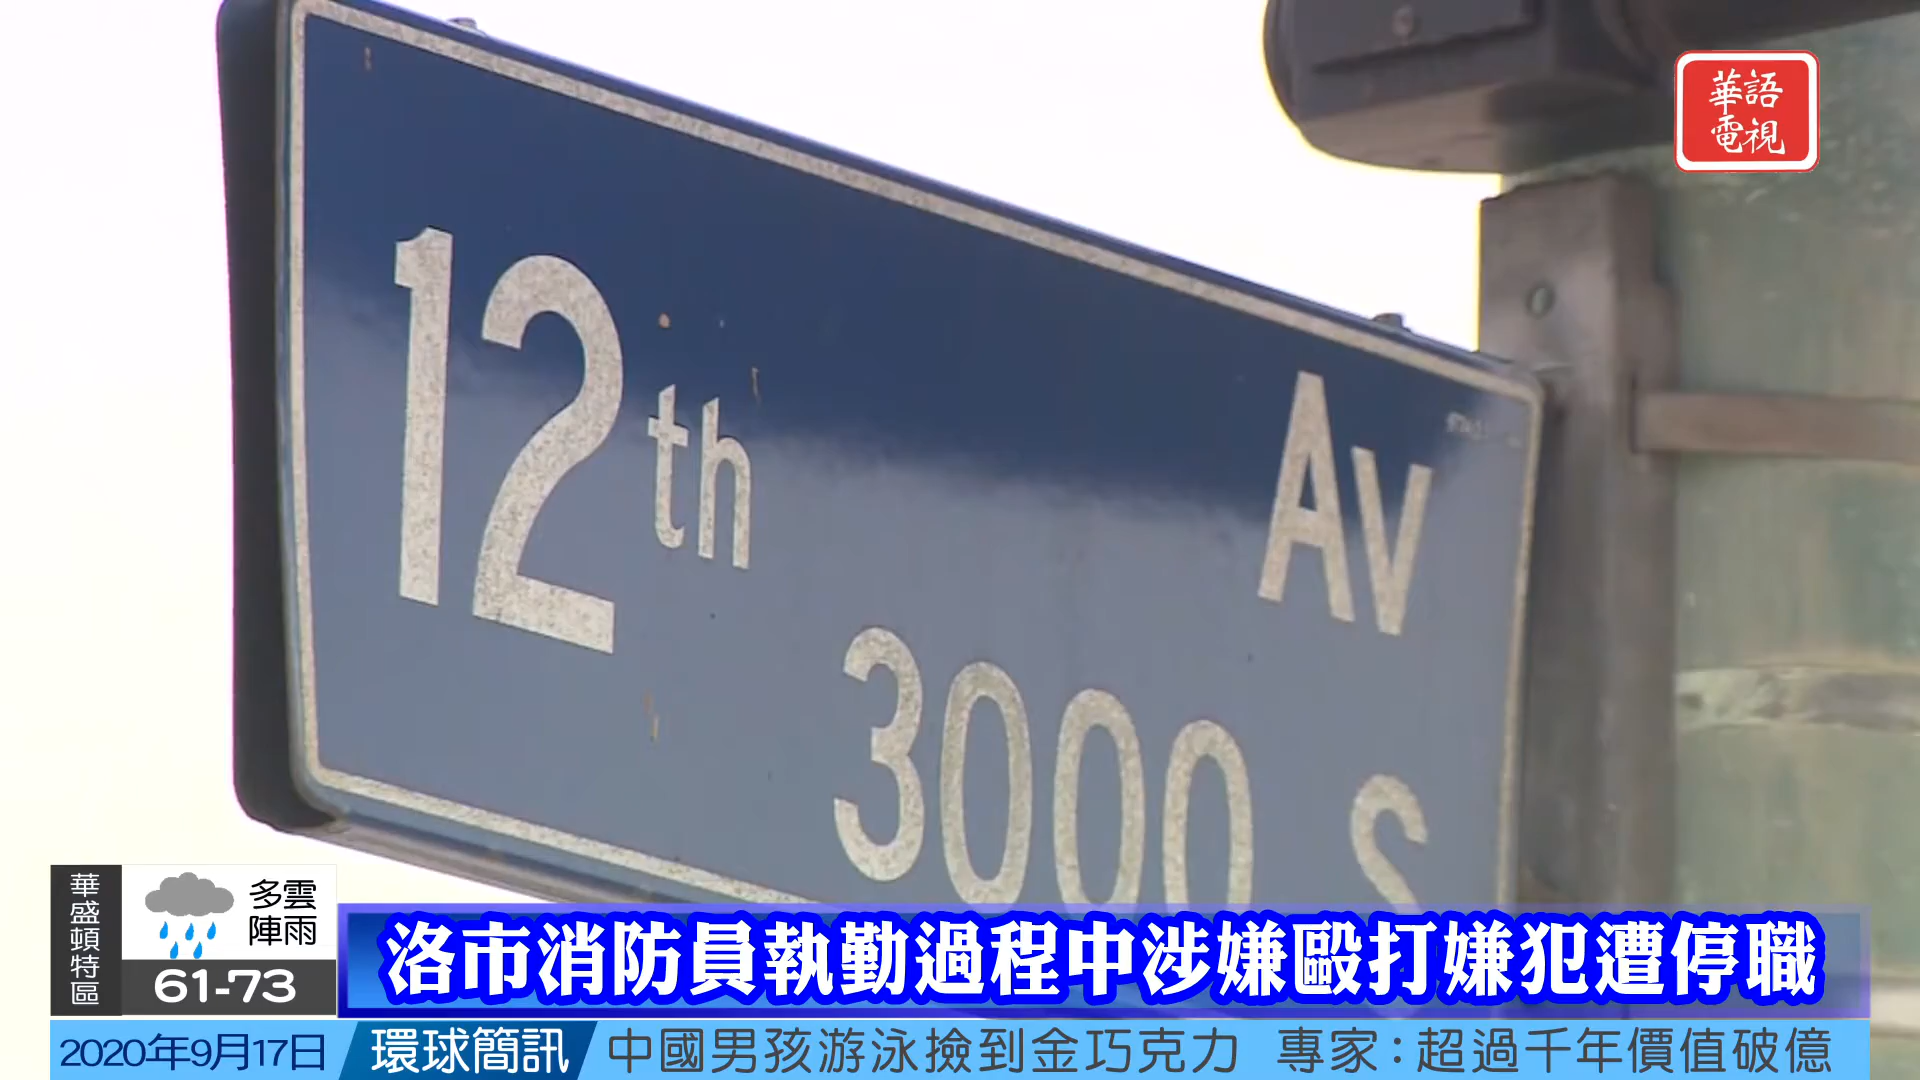 華語
電視
12th AV
3000 S
華盛頓特區
多雲
陣雨
61-73
洛市消防員執勤過程中涉嫌毆打嫌犯遭停職
2020年9月17日
環球簡訊
中國男孩游泳撿到金巧克力 專家：超過千年價值破億